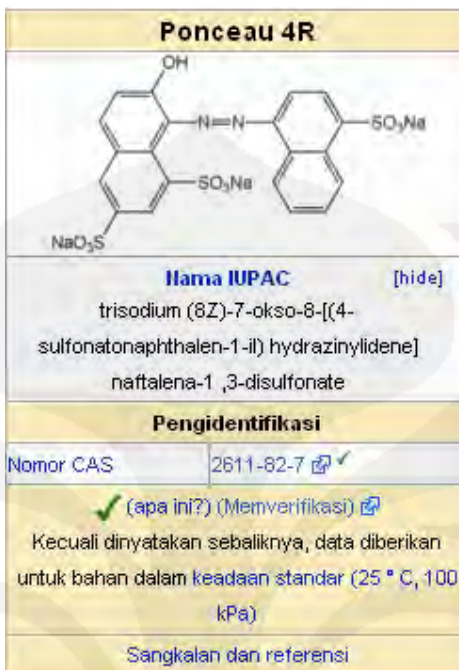 Ponceau 4R
OH
N=N
SO3Na
SO3Na
NaO3S
Nama IUPAC [hide]
trisodium (8Z)-7-okso-8-[(4-
sulfonatonaphthalen-1-il) hydrazinylidene]
naftalena-1 ,3-disulfonate
Pengidentifikasi
Nomor CAS 2611-82-7
(apa ini?) (Memverifikasi)
Kecuali dinyatakan sebaliknya, data diberikan
untuk bahan dalam keadaan standar (25 ° C, 100
kPa)
Sangkalan dan referensi